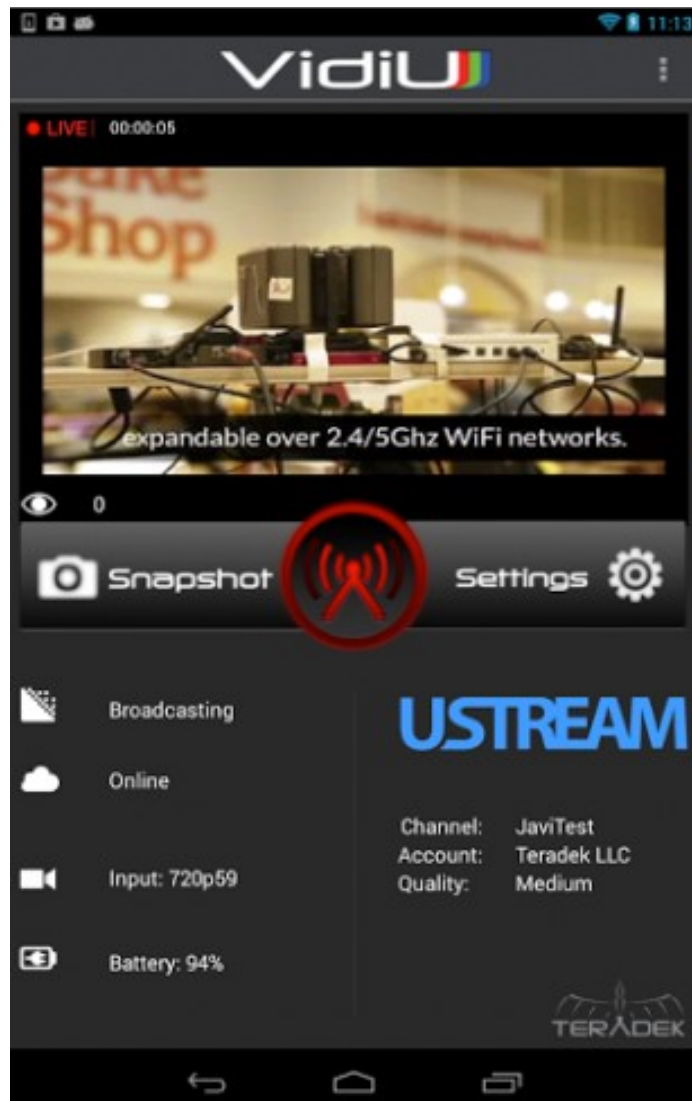 11:13
VidiU
LIVE 00:00:05
Shop
expandable over 2.4/5Ghz WiFi networks.
0
Snapshot
Settings
Broadcasting
Online
Input: 720p59
Battery: 94%
USTREAM
Channel: JaviTest
Account: Teradek LLC
Quality: Medium
TERADEK